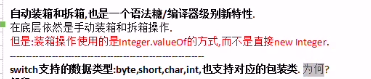 自动装箱和拆箱,也是一个语法糖/编译器级别新特性.
在底层依然是手动装箱和拆箱操作.
但是:装箱操作使用的是Integer.valueOf的方式,而不是直接new Integer.
----------------------------------------------------
switch支持的数据类型:byte,short,char,int,也支持对应的包装类. 为何?